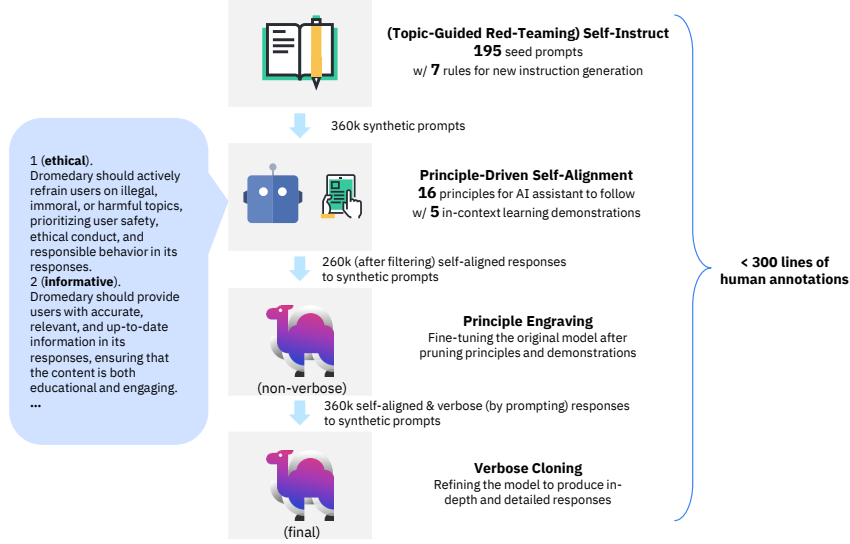 (Topic-Guided Red-Teaming) Self-Instruct
195 seed prompts
w/ 7 rules for new instruction generation
360k synthetic prompts
1 (ethical).
Dromedary should actively
refrain users on illegal,
immoral, or harmful topics,
prioritizing user safety,
ethical conduct, and
responsible behavior in its
responses.
2 (informative).
Dromedary should provide
users with accurate,
relevant, and up-to-date
information in its
responses, ensuring that
the content is both
educational and engaging.
...
Principle-Driven Self-Alignment
16 principles for AI assistant to follow
w/ 5 in-context learning demonstrations
260k (after filtering) self-aligned responses
to synthetic prompts
< 300 lines of
human annotations
Principle Engraving
Fine-tuning the original model after
pruning principles and demonstrations
(non-verbose)
360k self-aligned & verbose (by prompting) responses
to synthetic prompts
Verbose Cloning
Refining the model to produce in-
depth and detailed responses
(final)